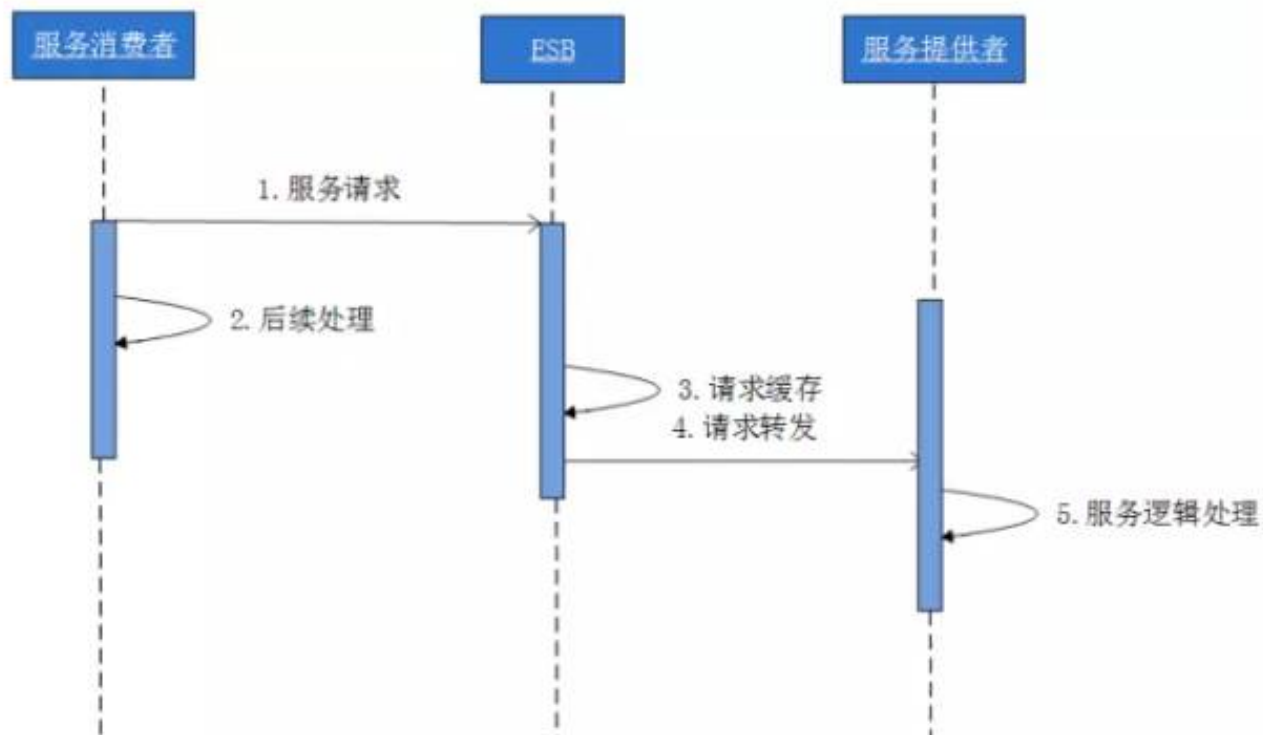 服务消费者
ESB
服务提供者
1.服务请求
2.后续处理
3.请求缓存
4.请求转发
5.服务逻辑处理